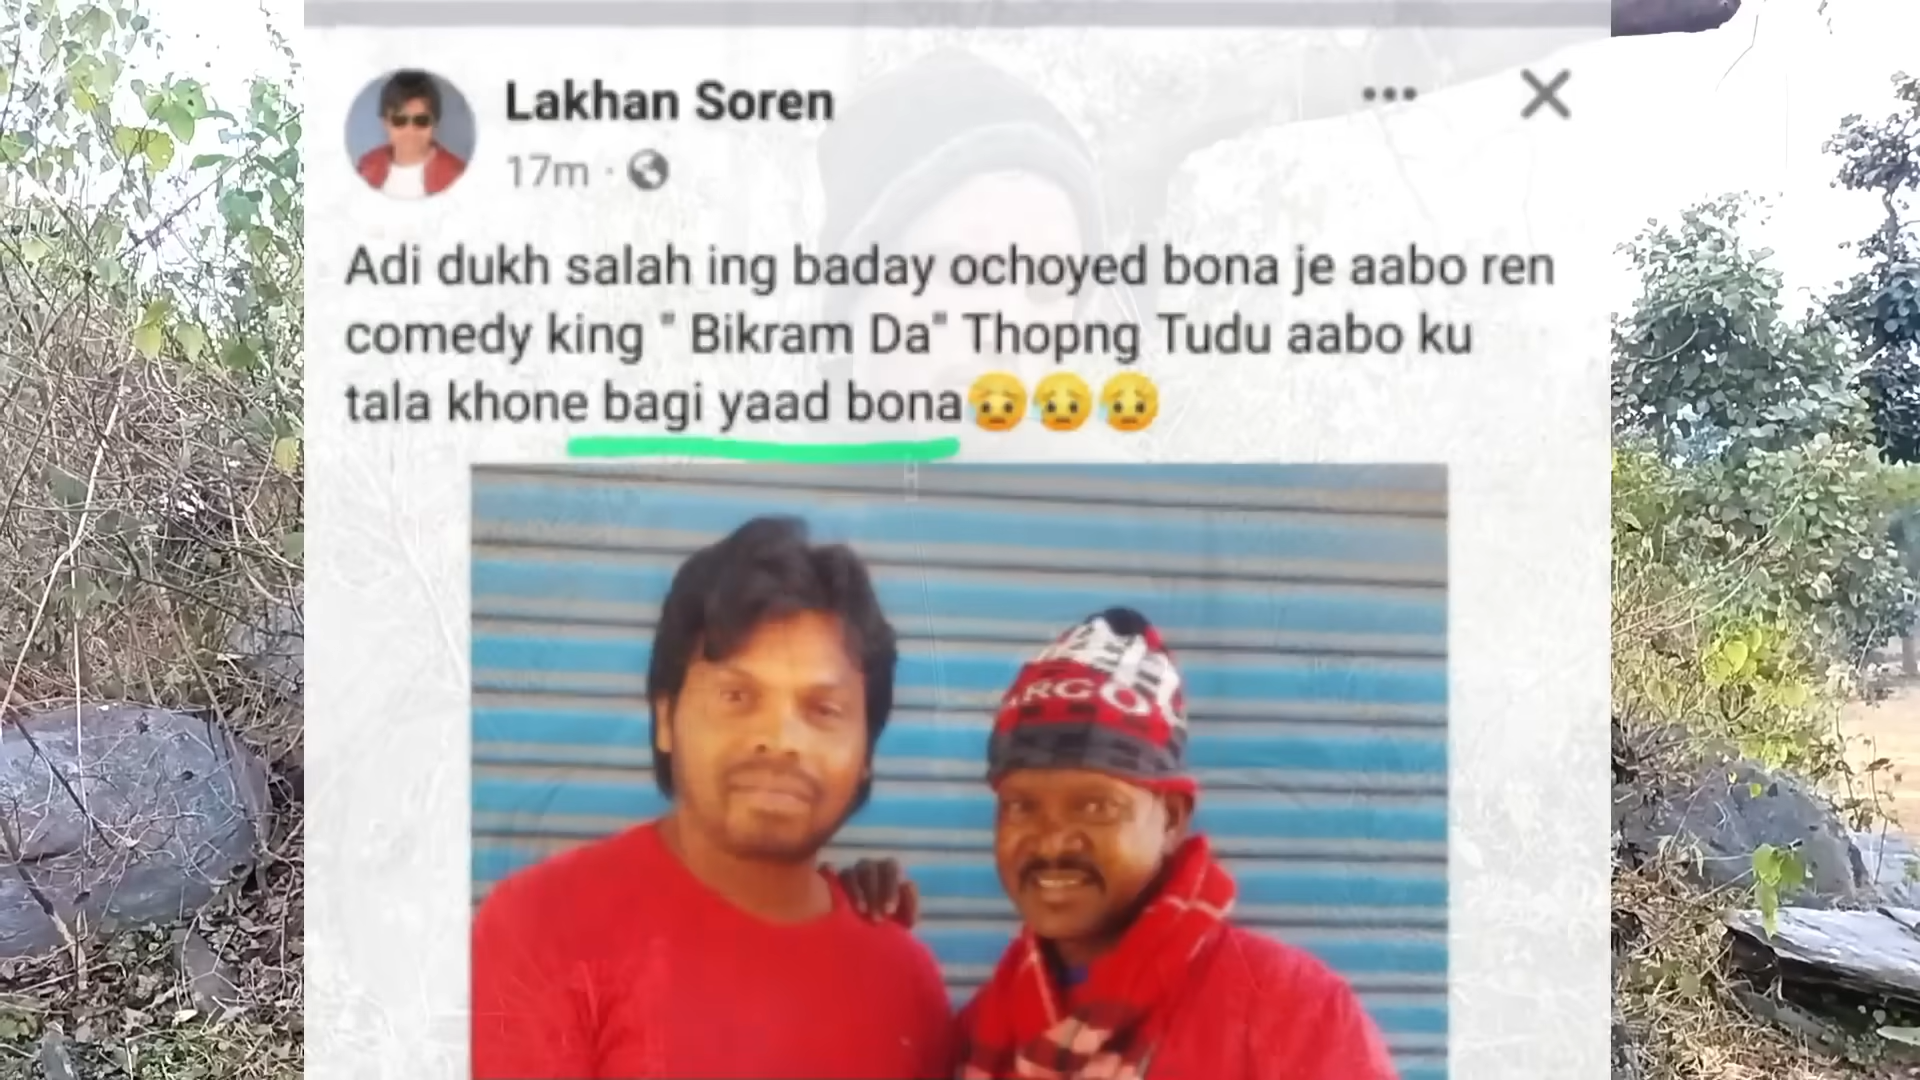 Lakhan Soren
17m ·
Adi dukh salah ing baday ochoyed bona je aabo ren
comedy king " Bikram Da" Thopng Tudu aabo ku
tala khone bagi yaad bona😥😥😥